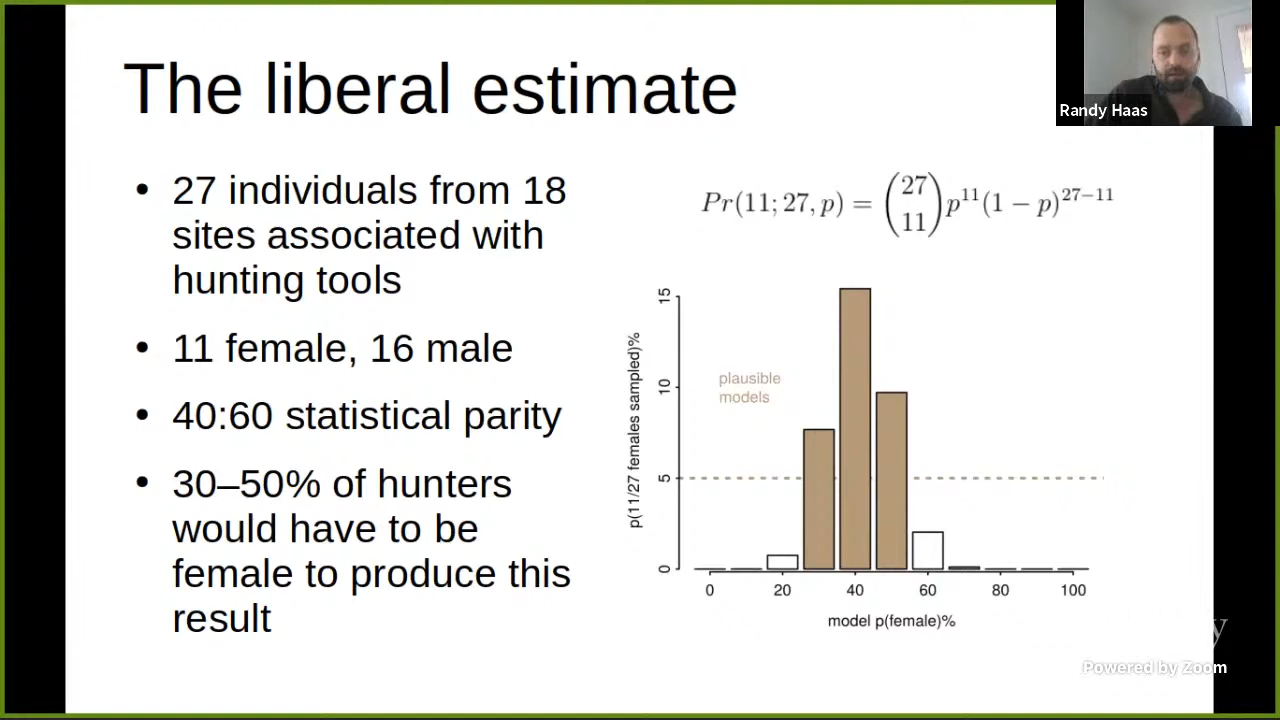 The liberal estimate
Randy Haas
• 27 individuals from 18
sites associated with
hunting tools
• 11 female, 16 male
• 40:60 statistical parity
• 30–50% of hunters
would have to be
female to produce this
result
Pr(11; 27, p) = (27 11) p^11 (1 − p)^27−11
p(11/27 females sampled)%
15
10
5
0
plausible
models
0 20 40 60 80 100
model p(female)%
y
Powered by Zoom